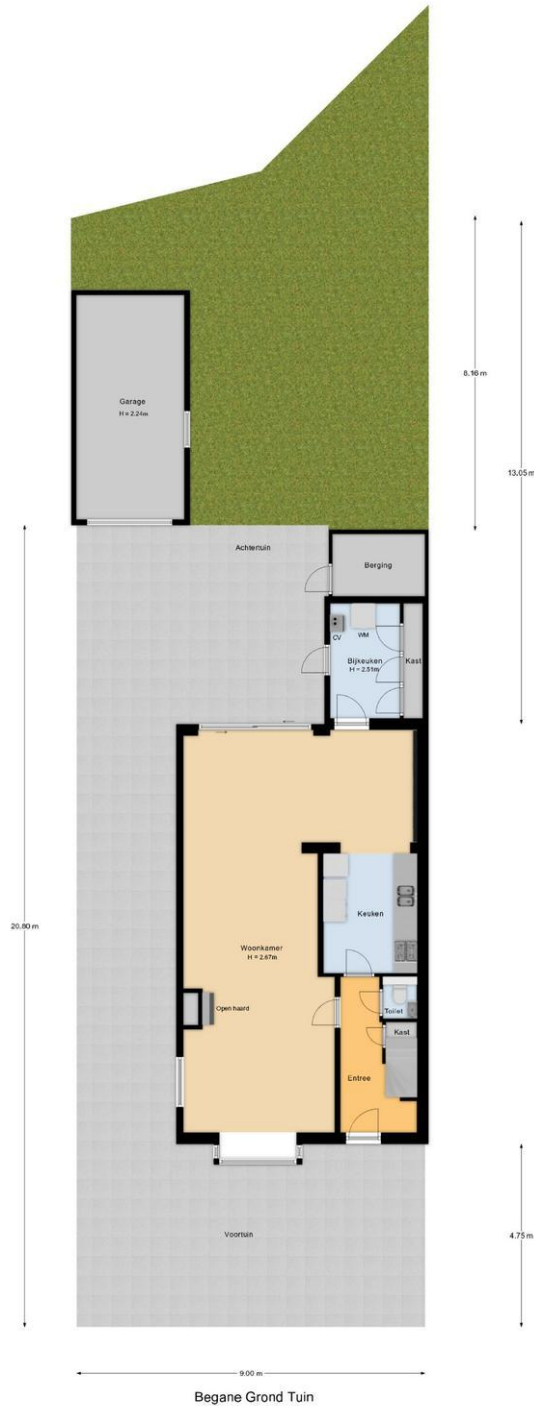 8.16 m
Garage
H = 2.24m
13.05 m
Achtertuin
Berging
CV
WM
Bijkeuken
H = 2.51m
Kast
Keuken
20.80 m
Woonkamer
H = 2.67m
Open haard
Toilet
Kast
Entree
Voortuin
4.75 m
9.00 m
Begane Grond Tuin